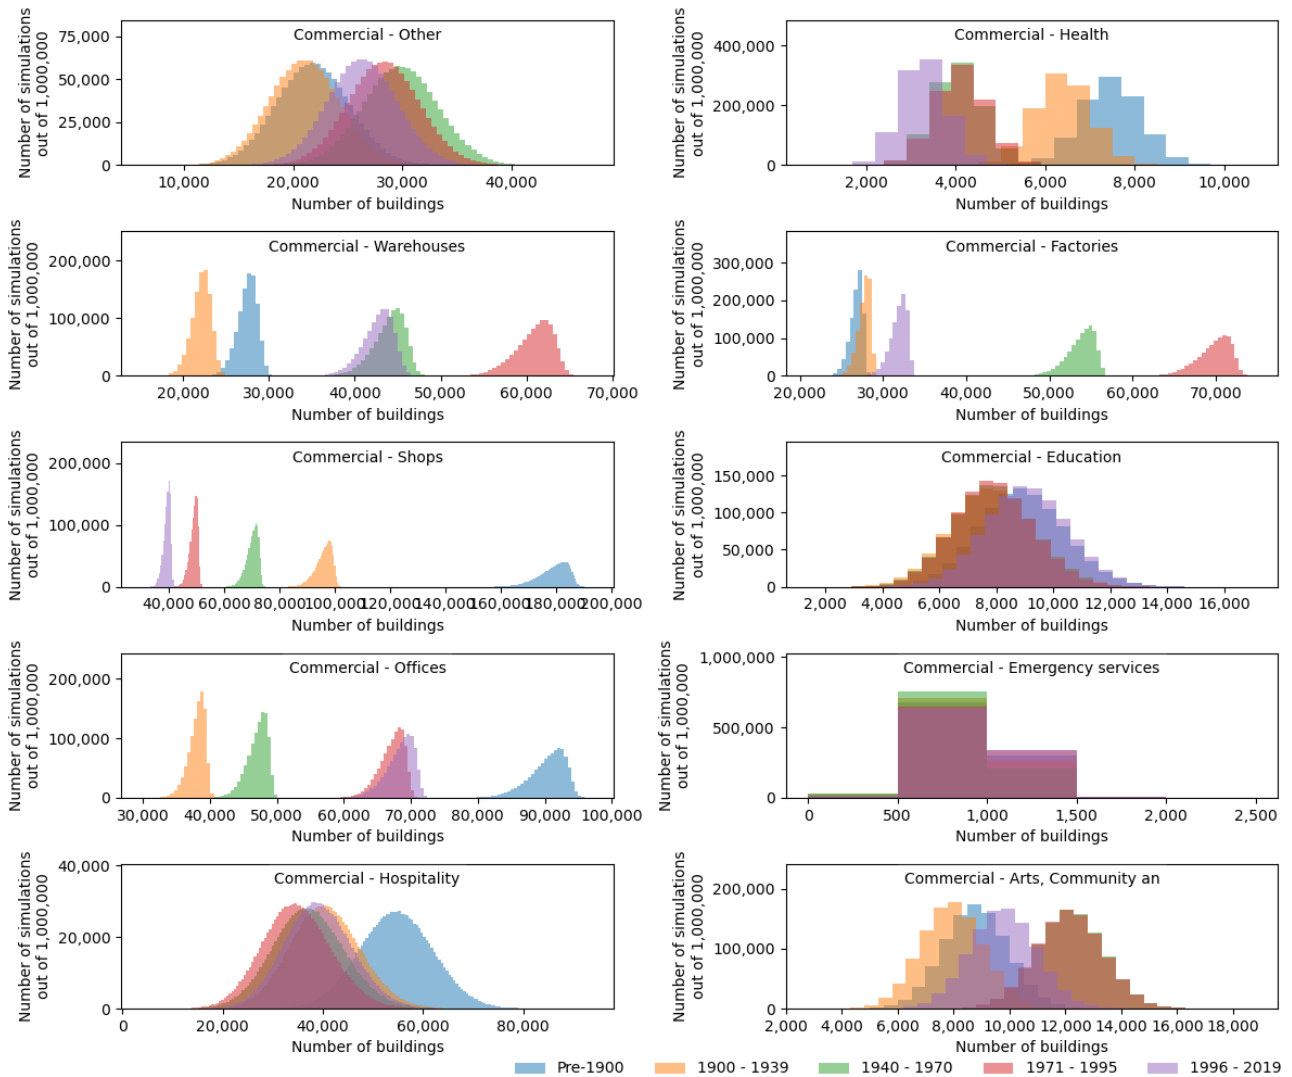 Commercial - Other
Number of simulations
out of 1,000,000
75,000
50,000
25,000
0
10,000 20,000 30,000 40,000
Number of buildings
Commercial - Health
Number of simulations
out of 1,000,000
400,000
200,000
0
2,000 4,000 6,000 8,000 10,000
Number of buildings
Commercial - Warehouses
Number of simulations
out of 1,000,000
200,000
100,000
0
20,000 30,000 40,000 50,000 60,000 70,000
Number of buildings
Commercial - Factories
Number of simulations
out of 1,000,000
300,000
200,000
100,000
0
20,000 30,000 40,000 50,000 60,000 70,000
Number of buildings
Commercial - Shops
Number of simulations
out of 1,000,000
200,000
100,000
0
40,000 60,000 80,000 100,000 120,000 140,000 160,000 180,000 200,000
Number of buildings
Commercial - Education
Number of simulations
out of 1,000,000
150,000
100,000
50,000
0
2,000 4,000 6,000 8,000 10,000 12,000 14,000 16,000
Number of buildings
Commercial - Offices
Number of simulations
out of 1,000,000
200,000
100,000
0
30,000 40,000 50,000 60,000 70,000 80,000 90,000 100,000
Number of buildings
Commercial - Emergency services
Number of simulations
out of 1,000,000
1,000,000
500,000
0
0 500 1,000 1,500 2,000 2,500
Number of buildings
Commercial - Hospitality
Number of simulations
out of 1,000,000
40,000
20,000
0
0 20,000 40,000 60,000 80,000
Number of buildings
Commercial - Arts, Community an
Number of simulations
out of 1,000,000
200,000
100,000
0
2,000 4,000 6,000 8,000 10,000 12,000 14,000 16,000 18,000
Number of buildings
Pre-1900 1900 - 1939 1940 - 1970 1971 - 1995 1996 - 2019